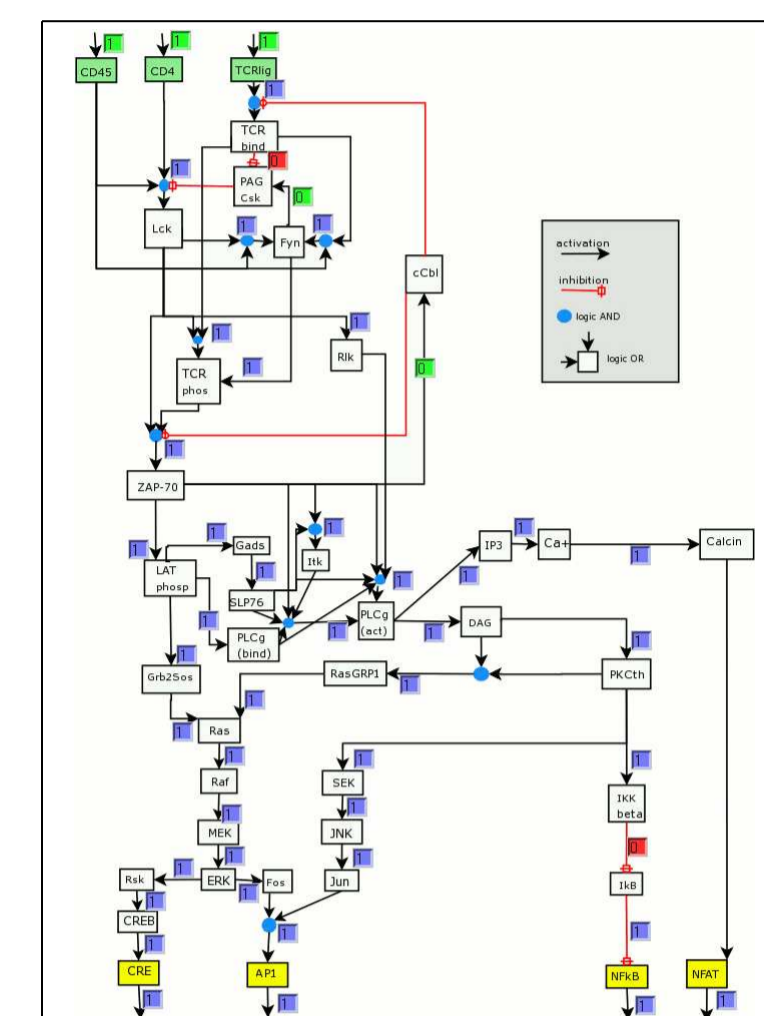 1 1 1
CD45 CD4 TCRlig
1
TCR
bind
1 0
PAG
Csk
0
Lck
1 1
Fyn
activation
cCbl
inhibition
logic AND
1 1
Rlk
logic OR
TCR
phos
1
0
1
ZAP-70
1
Gads
1 1
IP3
1
Ca+
1
Calcin
LAT
phosp
1
Itk
1
1
SLP76
1
PLCg
(act)
1
PLCg
(bind)
1
1
DAG
1
1
Grb2Sos
RasGRP1
1
PKCth
1
1
Ras
1
Raf
1
SEK
1
IKK
beta
1
MEK
1
JNK
1
0
1
Rsk
1
ERK
1
Fos
Jun
IkB
1
CREB
1
1
1
CRE
AP1
NFkB
NFAT
1 1 1 1